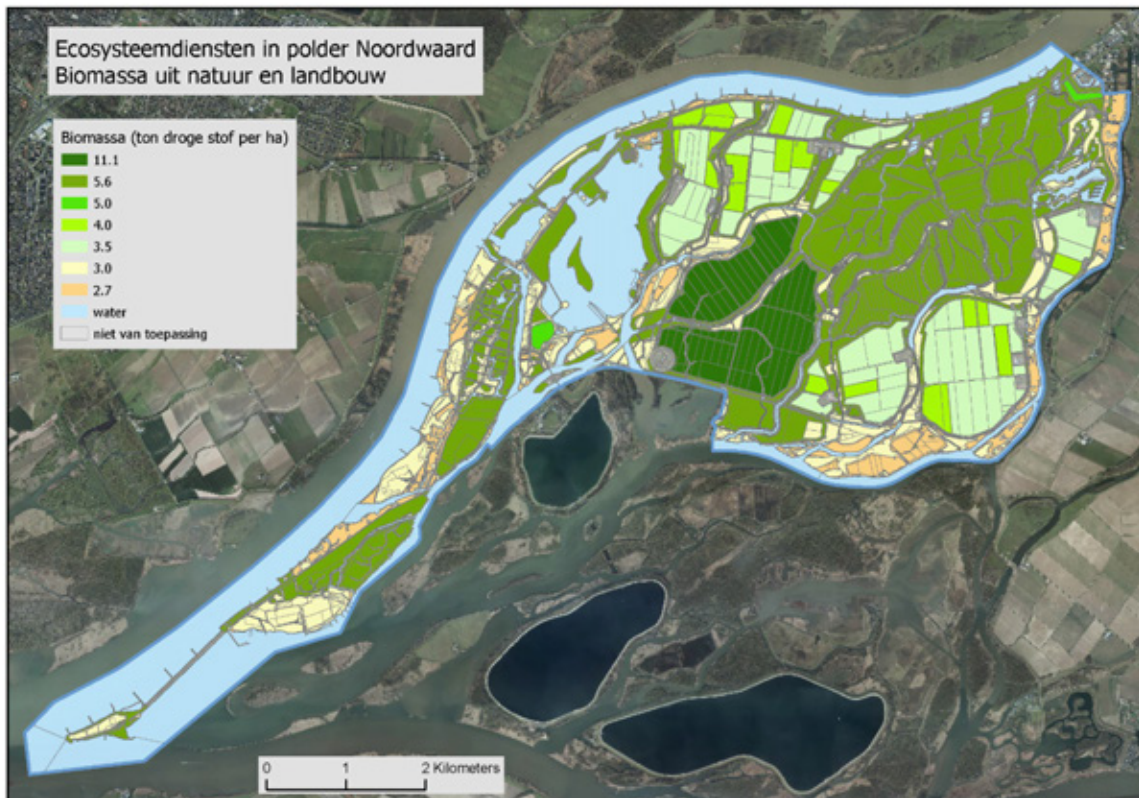 Ecosysteemdiensten in polder Noordwaard
Biomassa uit natuur en landbouw
Biomassa (ton droge stof per ha)
11.1
5.6
5.0
4.0
3.5
3.0
2.7
water
niet van toepassing
0 1 2 Kilometers